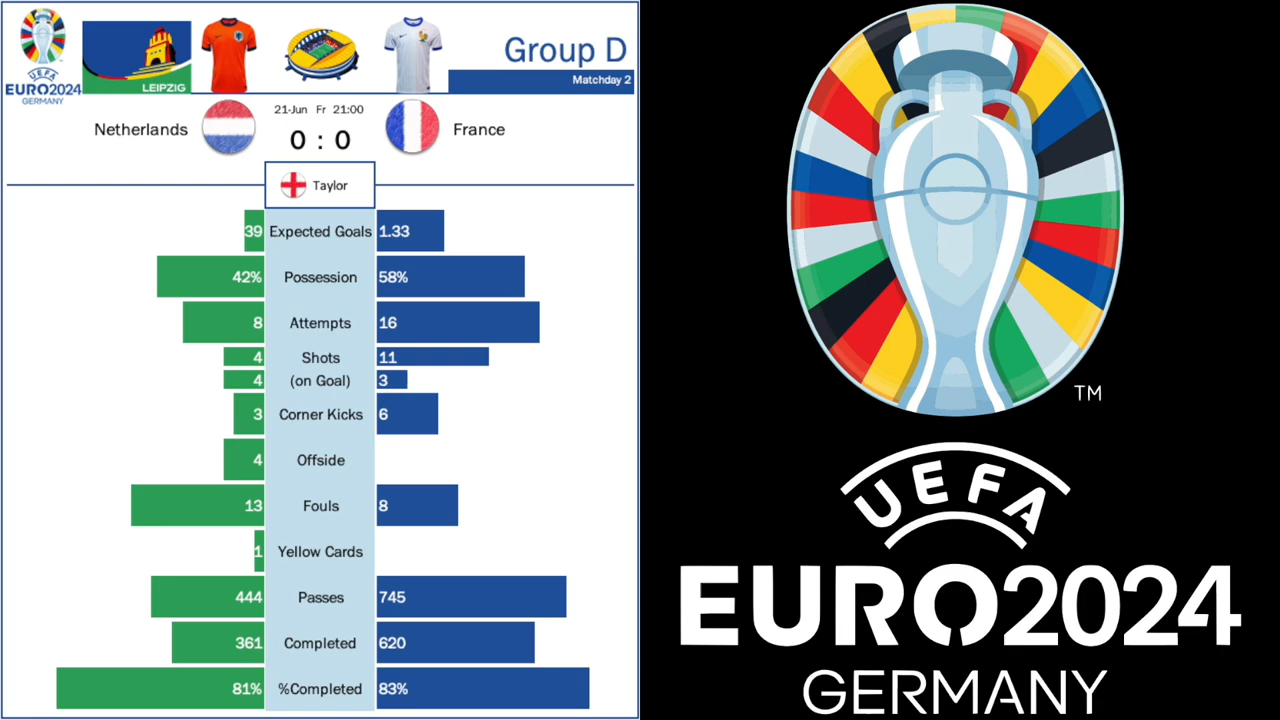 UEFA
EURO2024
GERMANY
LEIPZIG
Group D
Matchday 2
21-Jun Fr 21:00
Netherlands 0 : 0 France
Taylor
39 Expected Goals 1.33
42% Possession 58%
8 Attempts 16
4 Shots 11
4 (on Goal) 3
3 Corner Kicks 6
4 Offside
13 Fouls 8
1 Yellow Cards
444 Passes 745
361 Completed 620
81% %Completed 83%
TM
UEFA
EURO2024
GERMANY